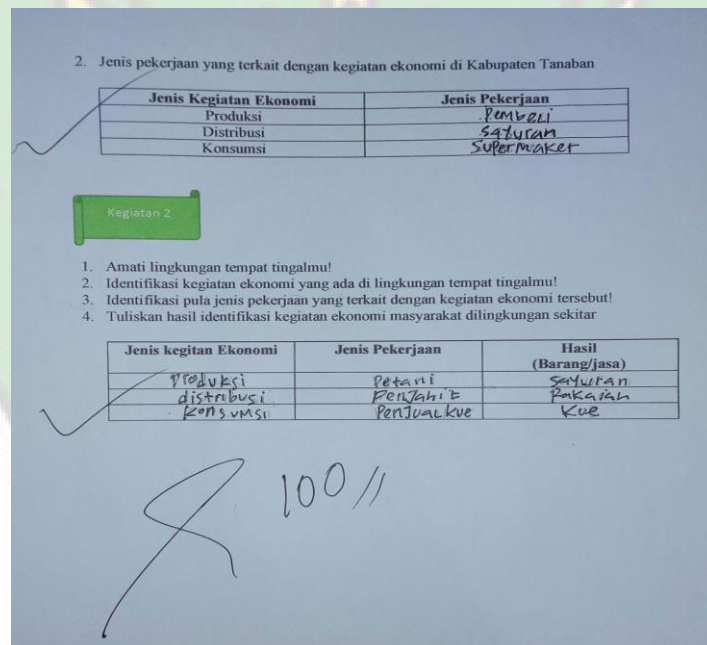 2. Jenis pekerjaan yang terkait dengan kegiatan ekonomi di Kabupaten Tanaban
Jenis Kegiatan Ekonomi Jenis Pekerjaan
Produksi Pembeli
Distribusi Sayuran
Konsumsi Supermaket
Kegiatan 2
1. Amati lingkungan tempat tingalmu!
2. Identifikasi kegiatan ekonomi yang ada di lingkungan tempat tingalmu!
3. Identifikasi pula jenis pekerjaan yang terkait dengan kegiatan ekonomi tersebut!
4. Tuliskan hasil identifikasi kegiatan ekonomi masyarakat dilingkungan sekitar
Jenis kegitan Ekonomi Jenis Pekerjaan Hasil
(Barang/jasa)
Produksi Petani Sayuran
distribusi Penjahit Pakaian
konsumsi Penjual kue Kue
100 //